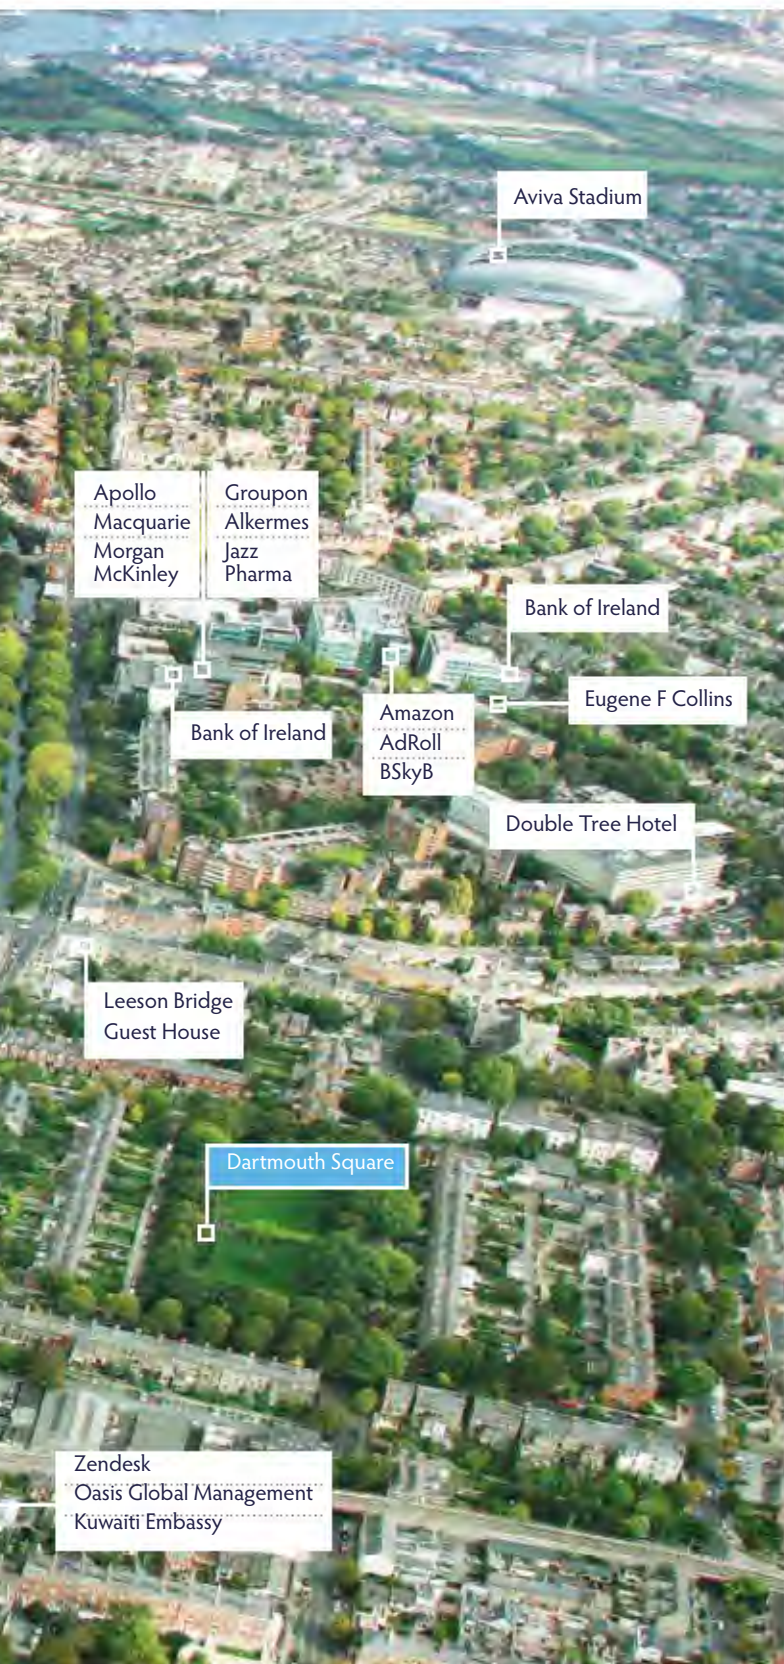 Aviva Stadium
Apollo
Macquarie
Morgan
McKinley
Groupon
Alkermes
Jazz
Pharma
Bank of Ireland
Eugene F Collins
Bank of Ireland
Amazon
AdRoll
BSkyB
Double Tree Hotel
Leeson Bridge
Guest House
Dartmouth Square
Zendesk
Oasis Global Management
Kuwaiti Embassy